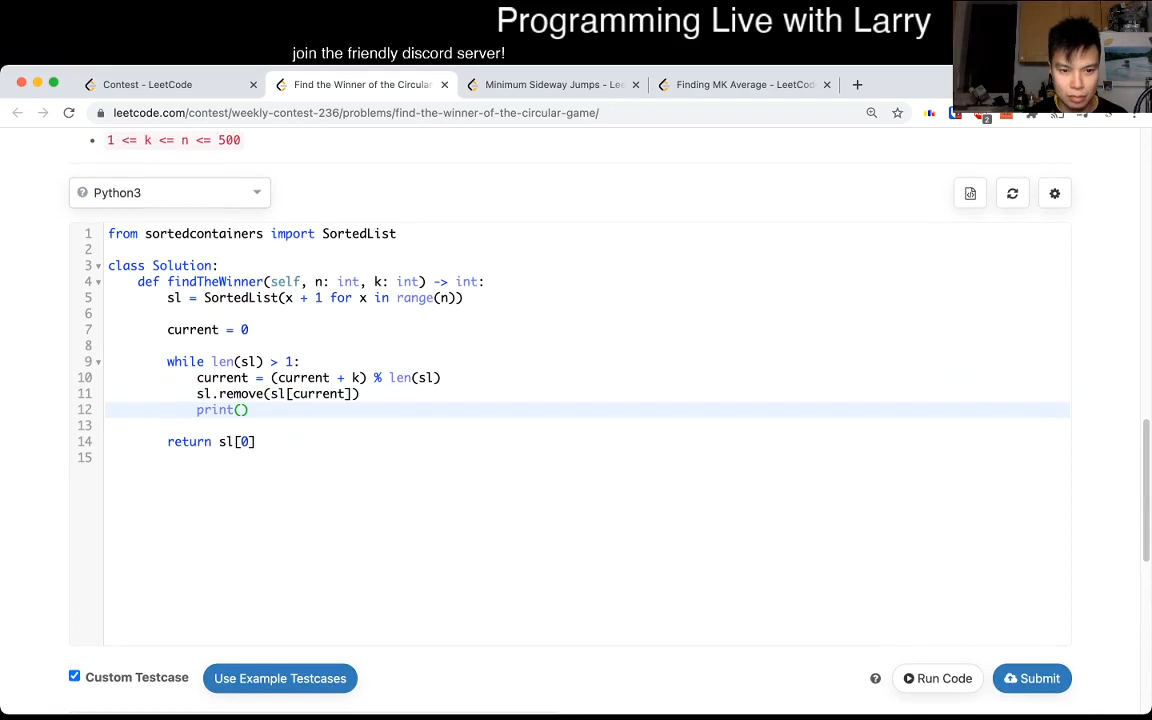 Programming Live with Larry
join the friendly discord server!
Contest - LeetCode
Find the Winner of the Circular
Minimum Sideway Jumps - Lee
Finding MK Average - LeetCod
leetcode.com/contest/weekly-contest-236/problems/find-the-winner-of-the-circular-game/
2
1 <= k <= n <= 500
Python3
1 from sortedcontainers import SortedList
2
3 class Solution:
4 def findTheWinner(self, n: int, k: int) -> int:
5 sl = SortedList(x + 1 for x in range(n))
6
7 current = 0
8
9 while len(sl) > 1:
10 current = (current + k) % len(sl)
11 sl.remove(sl[current])
12 print()
13
14 return sl[0]
15
Custom Testcase
Use Example Testcases
Run Code
Submit